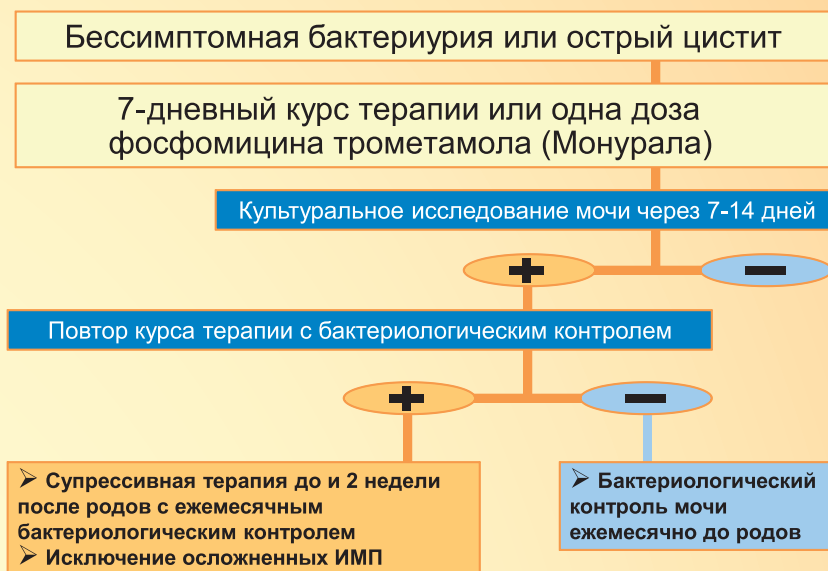 Бессимптомная бактериурия или острый цистит
7-дневный курс терапии или одна доза
фосфомицина трометамола (Монурала)
Культуральное исследование мочи через 7-14 дней
+ −
Повтор курса терапии с бактериологическим контролем
+ −
➢ Супрессивная терапия до и 2 недели
после родов с ежемесячным
бактериологическим контролем
➢ Исключение осложненных ИМП
➢ Бактериологический
контроль мочи
ежемесячно до родов